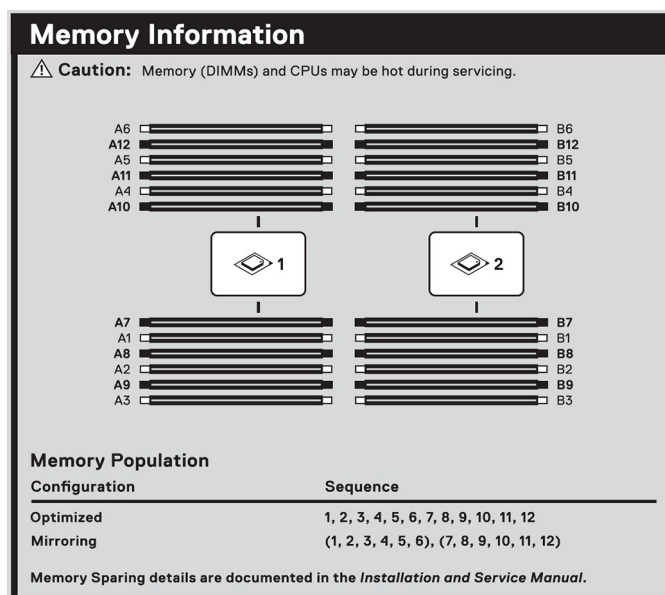 Memory Information
Caution: Memory (DIMMs) and CPUs may be hot during servicing.
A6 B6
A12 B12
A5 B5
A11 B11
A4 B4
A10 B10
1 2
A7 B7
A1 B1
A8 B8
A2 B2
A9 B9
A3 B3
Memory Population
Configuration Sequence
Optimized 1, 2, 3, 4, 5, 6, 7, 8, 9, 10, 11, 12
Mirroring (1, 2, 3, 4, 5, 6), (7, 8, 9, 10, 11, 12)
Memory Sparing details are documented in the Installation and Service Manual.